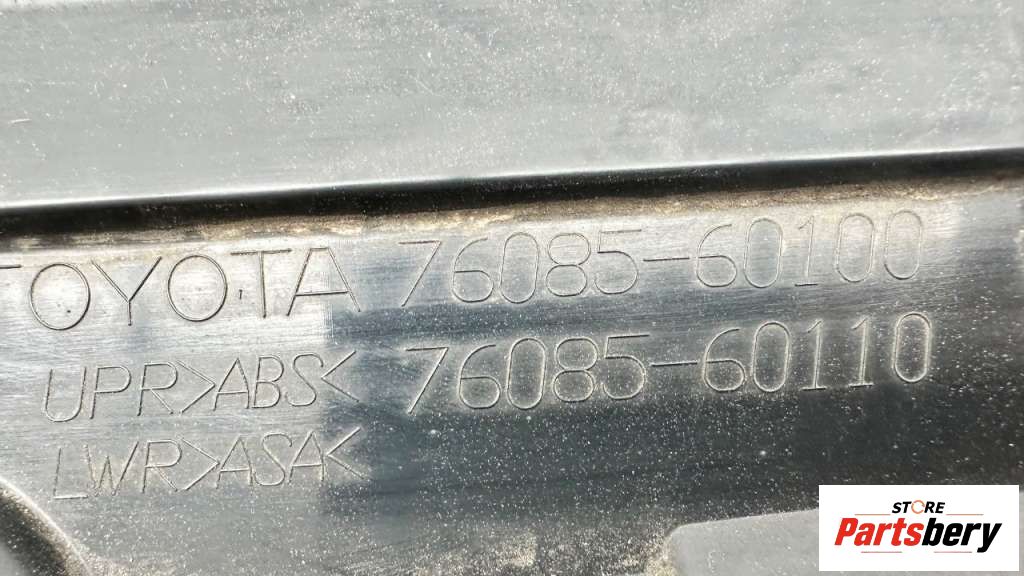 TOYOTA 76085-60100
UPR>ABS< 76085-60110
LWR>ASA<
STORE
Partsbery